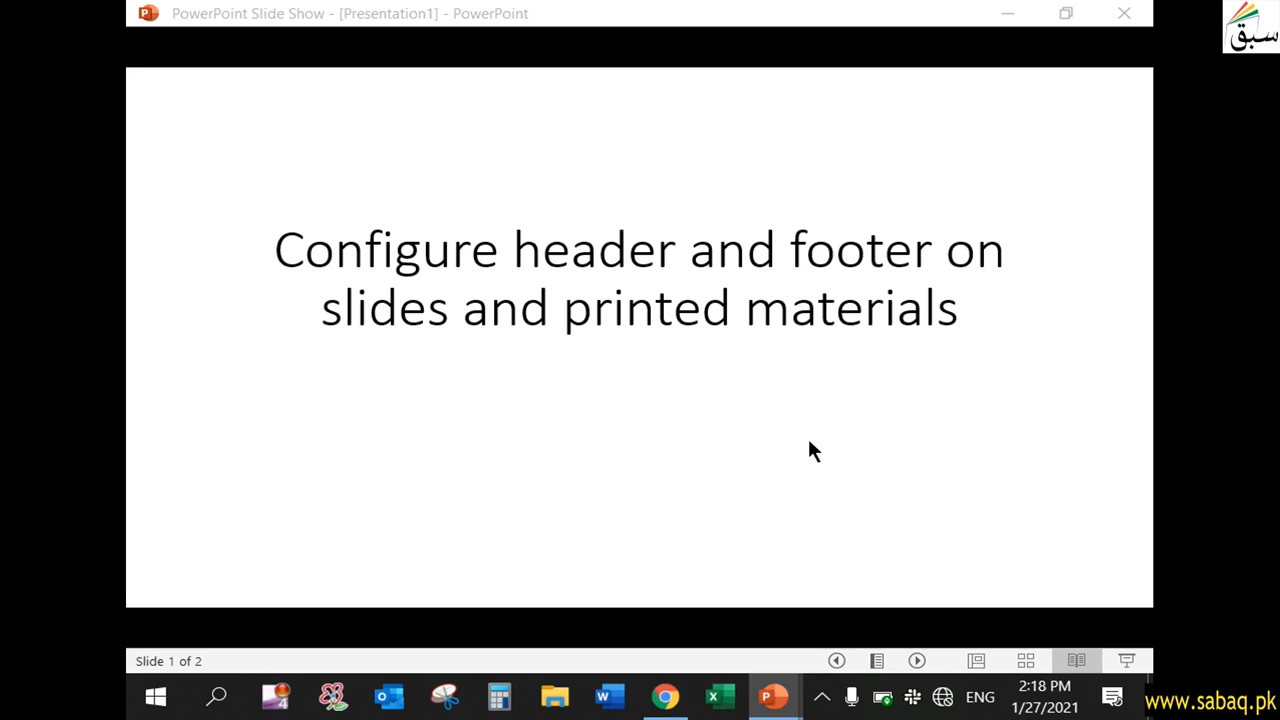 PowerPoint Slide Show - [Presentation1] - PowerPoint
سبق
Configure header and footer on
slides and printed materials
Slide 1 of 2
4
ENG
2:18 PM
1/27/2021
www.sabaq.pk